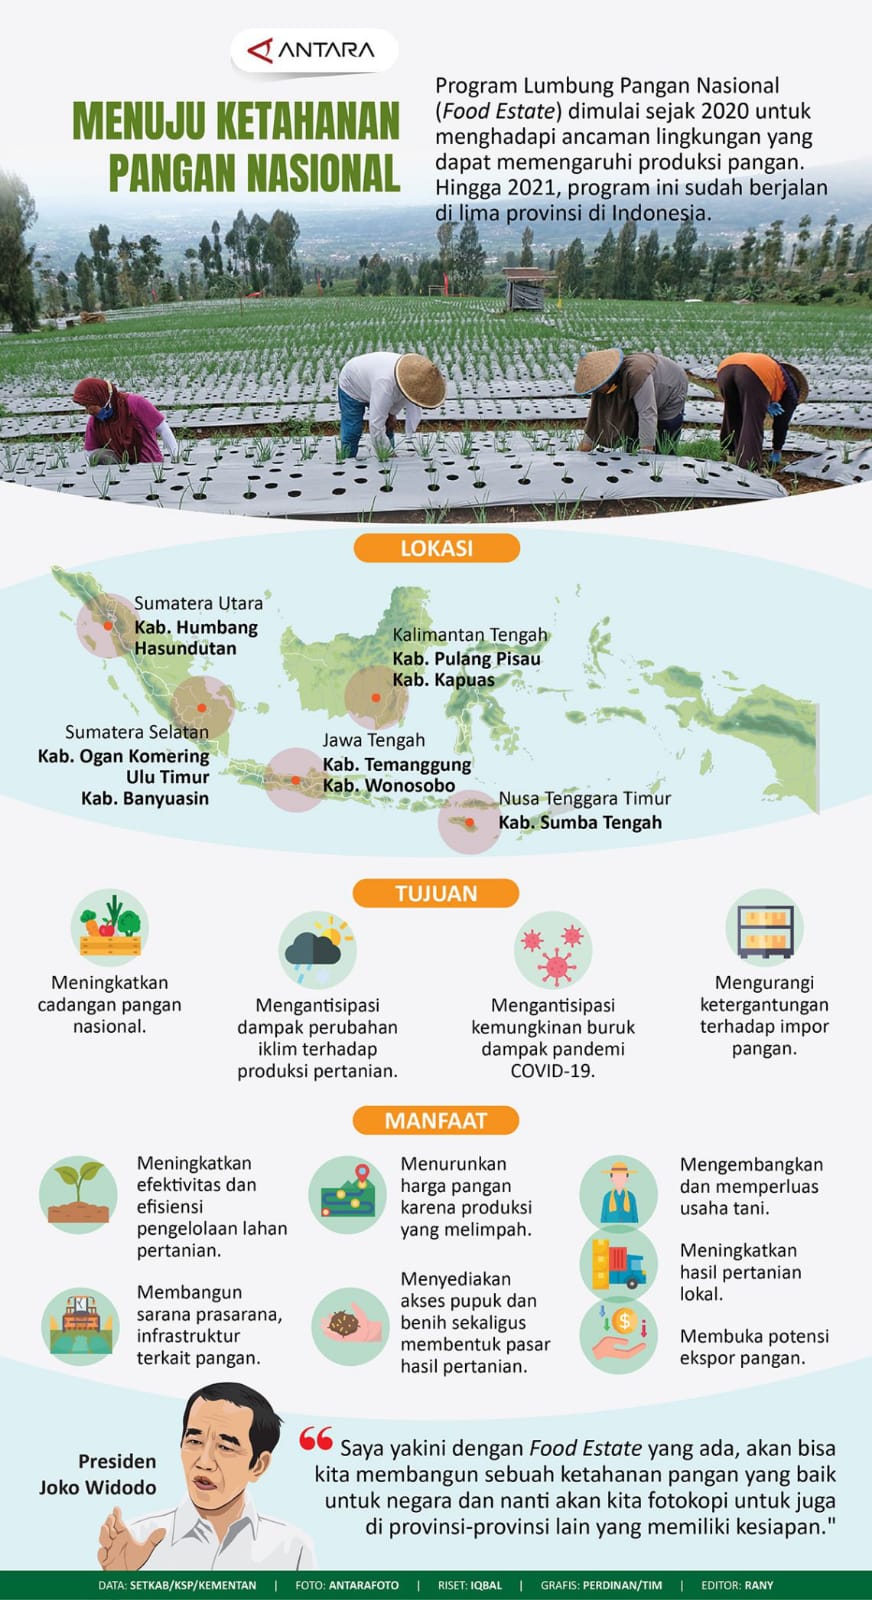 ANTARA
MENUJU KETAHANAN
PANGAN NASIONAL
Program Lumbung Pangan Nasional
(Food Estate) dimulai sejak 2020 untuk
menghadapi ancaman lingkungan yang
dapat memengaruhi produksi pangan.
Hingga 2021, program ini sudah berjalan
di lima provinsi di Indonesia.
LOKASI
Sumatera Utara
Kab. Humbang
Hasundutan
Kalimantan Tengah
Kab. Pulang Pisau
Kab. Kapuas
Sumatera Selatan
Kab. Ogan Komering
Ulu Timur
Kab. Banyuasin
Jawa Tengah
Kab. Temanggung
Kab. Wonosobo
Nusa Tenggara Timur
Kab. Sumba Tengah
TUJUAN
Meningkatkan
cadangan pangan
nasional.
Mengantisipasi
dampak perubahan
iklim terhadap
produksi pertanian.
Mengantisipasi
kemungkinan buruk
dampak pandemi
COVID-19.
Mengurangi
ketergantungan
terhadap impor
pangan.
MANFAAT
Meningkatkan
efektivitas dan
efisiensi
pengelolaan lahan
pertanian.
Membangun
sarana prasarana,
infrastruktur
terkait pangan.
Menurunkan
harga pangan
karena produksi
yang melimpah.
Menyediakan
akses pupuk dan
benih sekaligus
membentuk pasar
hasil pertanian.
Mengembangkan
dan memperluas
usaha tani.
Meningkatkan
hasil pertanian
lokal.
Membuka potensi
ekspor pangan.
Presiden
Joko Widodo
“Saya yakini dengan Food Estate yang ada, akan bisa
kita membangun sebuah ketahanan pangan yang baik
untuk negara dan nanti akan kita fotokopi untuk juga
di provinsi-provinsi lain yang memiliki kesiapan."
DATA: SETKAB/KSP/KEMENTAN | FOTO: ANTARAFOTO | RISET: IQBAL | GRAFIS: PERDINAN/TIM | EDITOR: RANY